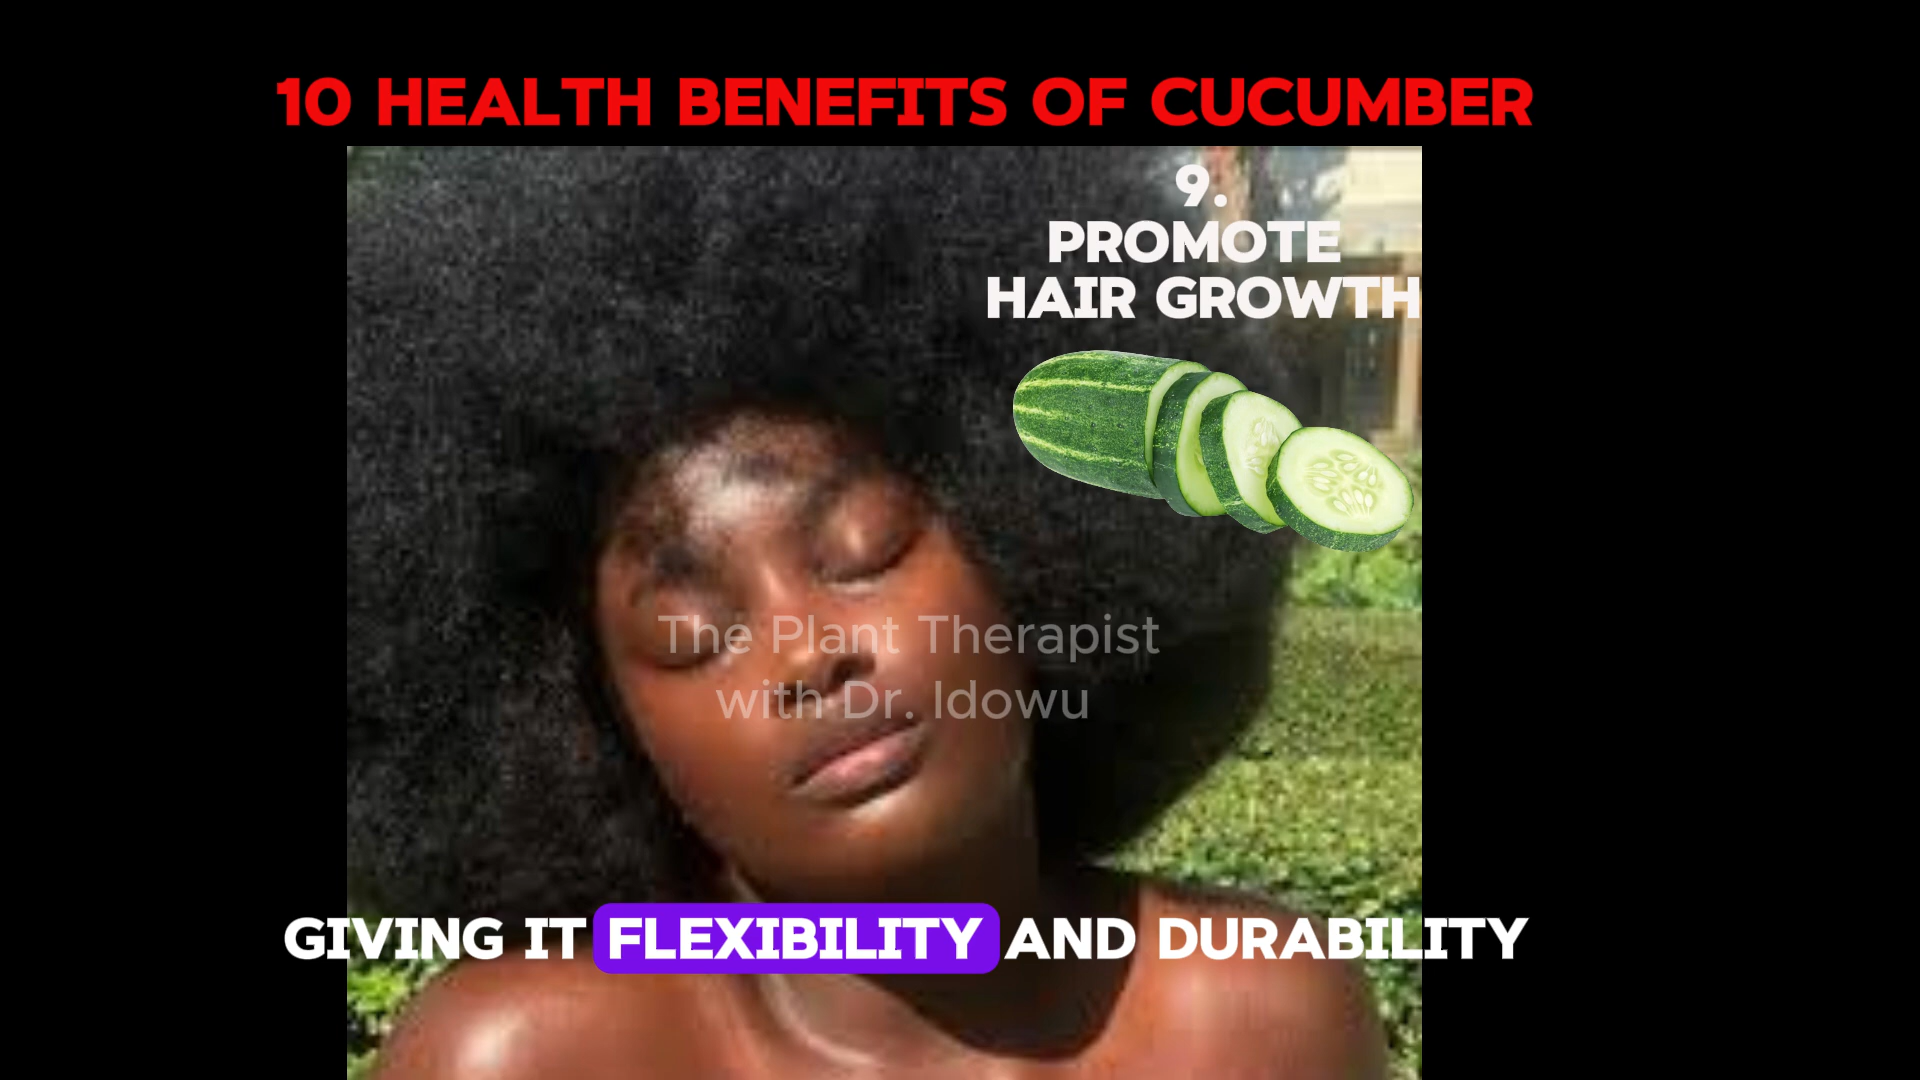 10 HEALTH BENEFITS OF CUCUMBER
9.
PROMOTE
HAIR GROWTH
The Plant Therapist
with Dr. Idowu
GIVING IT FLEXIBILITY AND DURABILITY